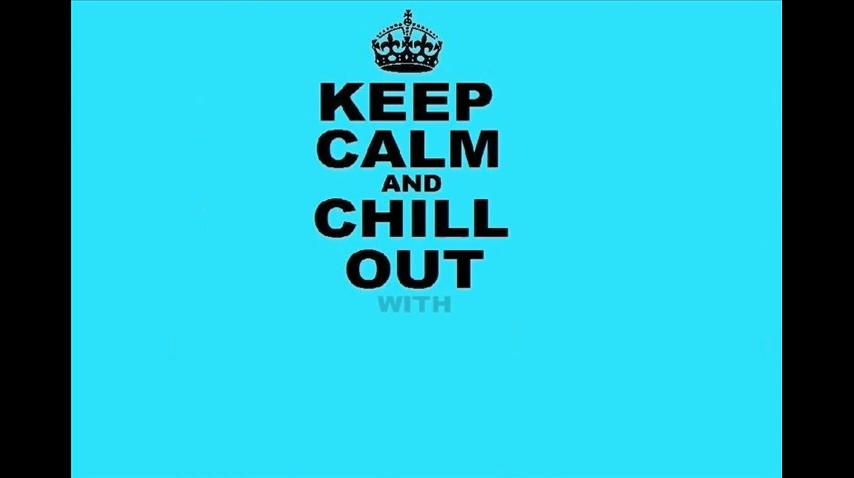 KEEP
CALM
AND
CHILL
OUT
WITH